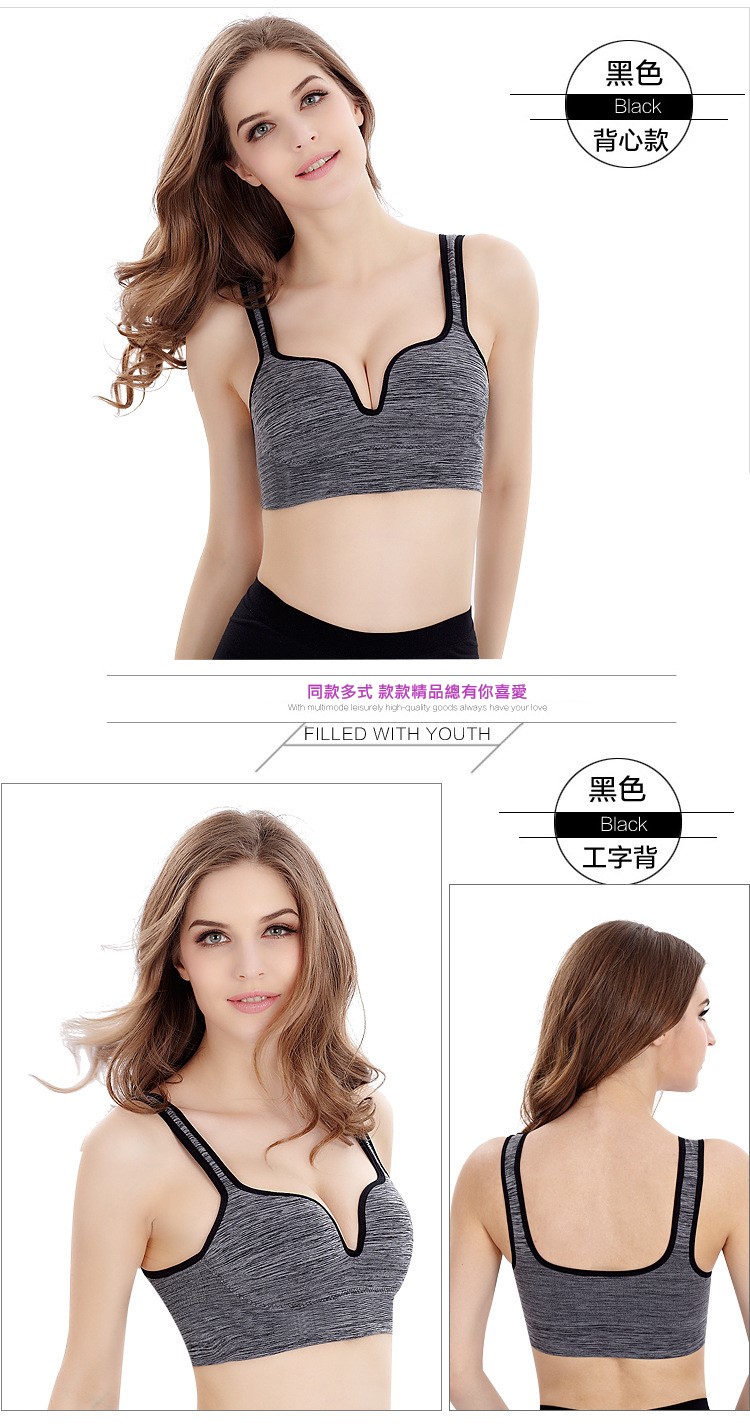 黑色
Black
背心款
同款多式 款款精品總有你喜愛
With multmode leisurely high-quality goods always have your love
FILLED WITH YOUTH
黑色
Black
工字背